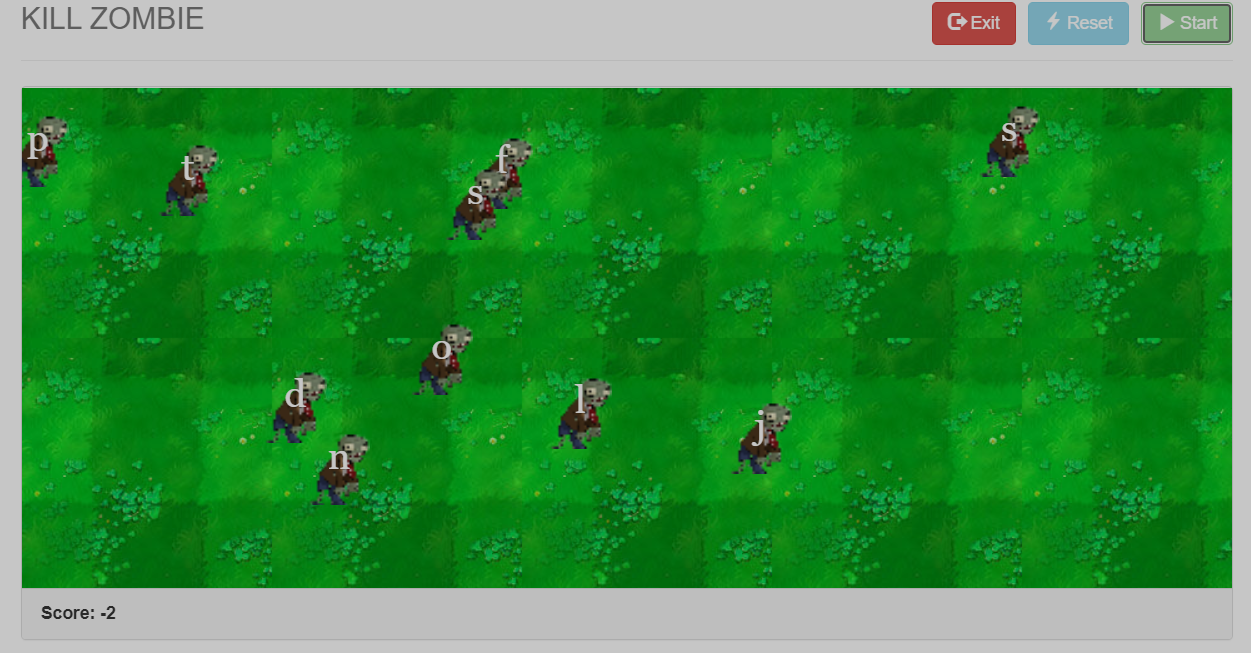 KILL ZOMBIE
Exit Reset Start
p
t
f
s
s
o
d
l
j
n
Score: -2